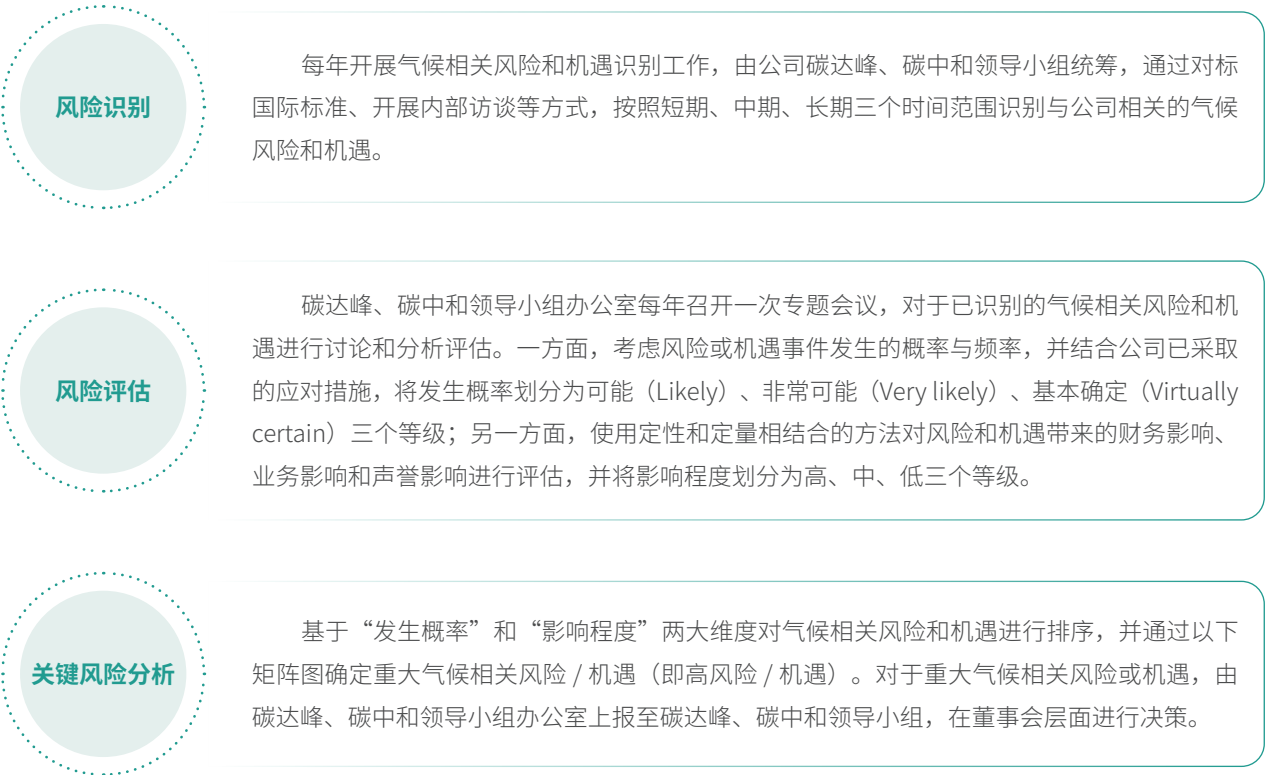 风险识别
每年开展气候相关风险和机遇识别工作，由公司碳达峰、碳中和领导小组统筹，通过对标
国际标准、开展内部访谈等方式，按照短期、中期、长期三个时间范围识别与公司相关的气候
风险和机遇。
风险评估
碳达峰、碳中和领导小组办公室每年召开一次专题会议，对于已识别的气候相关风险和机
遇进行讨论和分析评估。一方面，考虑风险或机遇事件发生的概率与频率，并结合公司已采取
的应对措施，将发生概率划分为可能（Likely）、非常可能（Very likely）、基本确定（Virtually
certain）三个等级；另一方面，使用定性和定量相结合的方法对风险和机遇带来的财务影响、
业务影响和声誉影响进行评估，并将影响程度划分为高、中、低三个等级。
关键风险分析
基于“发生概率”和“影响程度”两大维度对气候相关风险和机遇进行排序，并通过以下
矩阵图确定重大气候相关风险 / 机遇（即高风险 / 机遇）。对于重大气候相关风险或机遇，由
碳达峰、碳中和领导小组办公室上报至碳达峰、碳中和领导小组，在董事会层面进行决策。